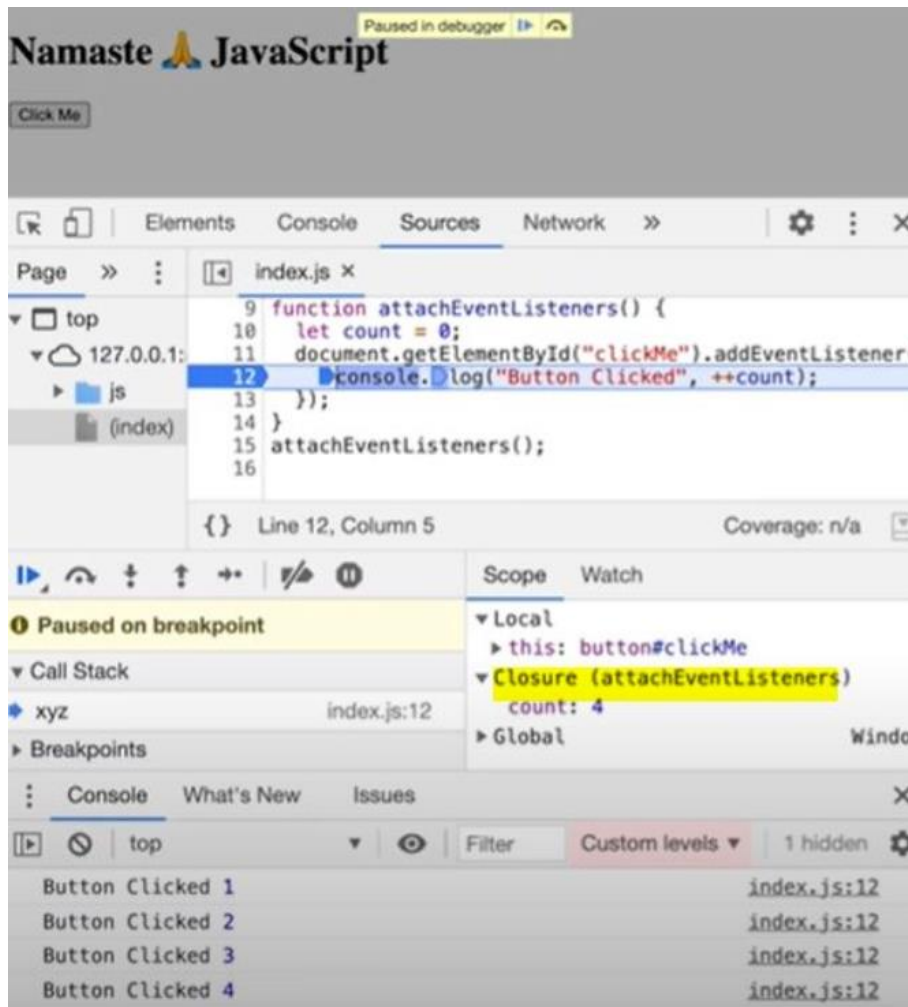 Paused in debugger
Namaste 🙏 JavaScript
Click Me
Elements Console Sources Network »
Page » index.js ×
top
127.0.0.1:
js
(index)
9 function attachEventListeners() {
10 let count = 0;
11 document.getElementById("clickMe").addEventListener
12 console.log("Button Clicked", ++count);
13 });
14 }
15 attachEventListeners();
16
{} Line 12, Column 5 Coverage: n/a
Scope Watch
Paused on breakpoint
Call Stack
xyz index.js:12
Breakpoints
Local
this: button#clickMe
Closure (attachEventListeners)
count: 4
Global Windo
Console What's New Issues
top Filter Custom levels 1 hidden
Button Clicked 1 index.js:12
Button Clicked 2 index.js:12
Button Clicked 3 index.js:12
Button Clicked 4 index.js:12